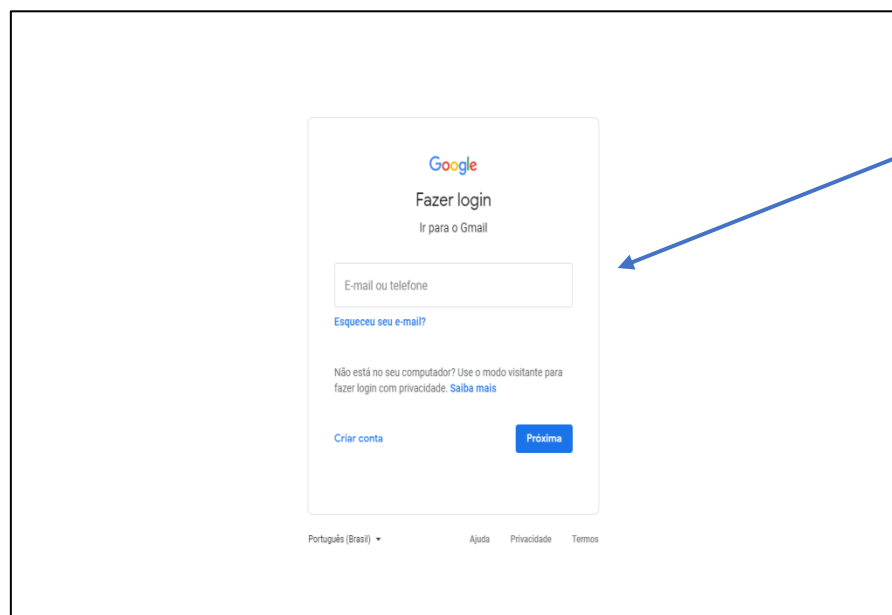 Google
Fazer login
Ir para o Gmail
E-mail ou telefone
Esqueceu seu e-mail?
Não está no seu computador? Use o modo visitante para
fazer login com privacidade. Saiba mais
Criar conta
Próxima
Português (Brasil)
Ajuda
Privacidade
Termos